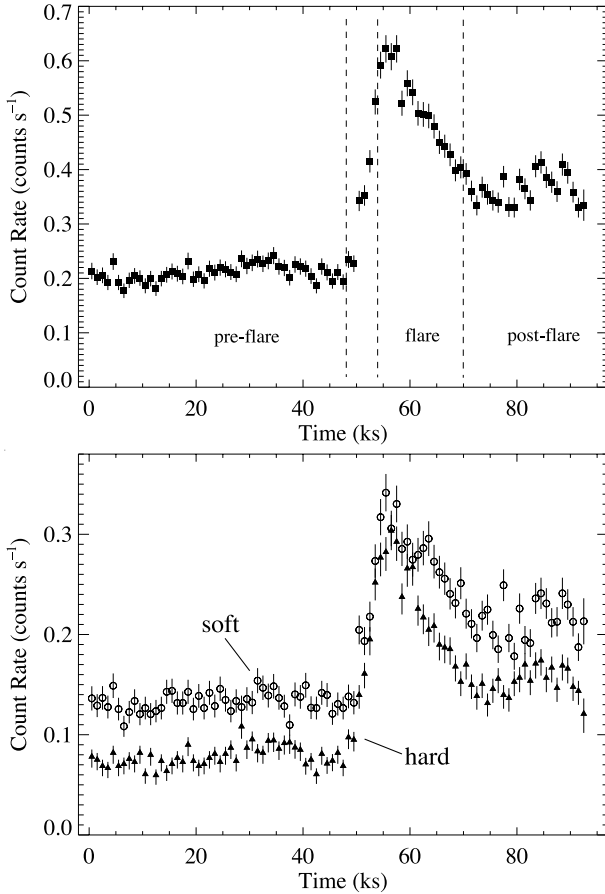 0.7
0.6
0.5
0.4
0.3
0.2
0.1
0.0
Count Rate (counts s⁻¹)
pre-flare
flare
post-flare
0
20
40
60
80
Time (ks)
0.3
0.2
0.1
0.0
Count Rate (counts s⁻¹)
soft
hard
0
20
40
60
80
Time (ks)